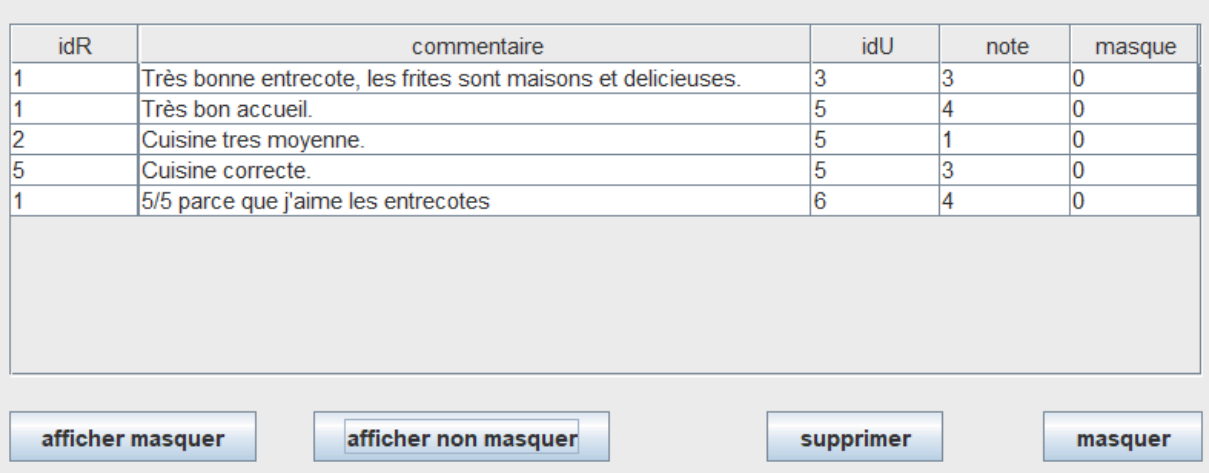 idR commentaire idU note masque
1 Très bonne entrecote, les frites sont maisons et delicieuses. 3 3 0
1 Très bon accueil. 5 4 0
2 Cuisine tres moyenne. 5 1 0
5 Cuisine correcte. 5 3 0
1 5/5 parce que j'aime les entrecotes 6 4 0
afficher masquer afficher non masquer supprimer masquer